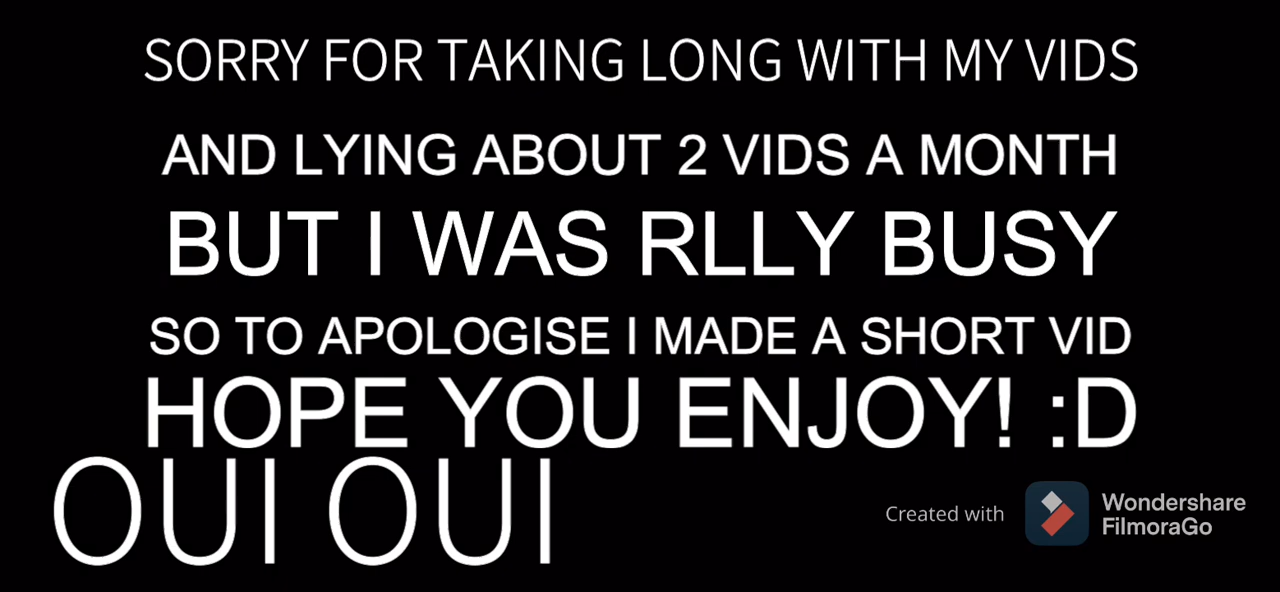 SORRY FOR TAKING LONG WITH MY VIDS
AND LYING ABOUT 2 VIDS A MONTH
BUT I WAS RLLY BUSY
SO TO APOLOGISE I MADE A SHORT VID
HOPE YOU ENJOY! :D
OUI OUI
Created with
Wondershare
FilmoraGo